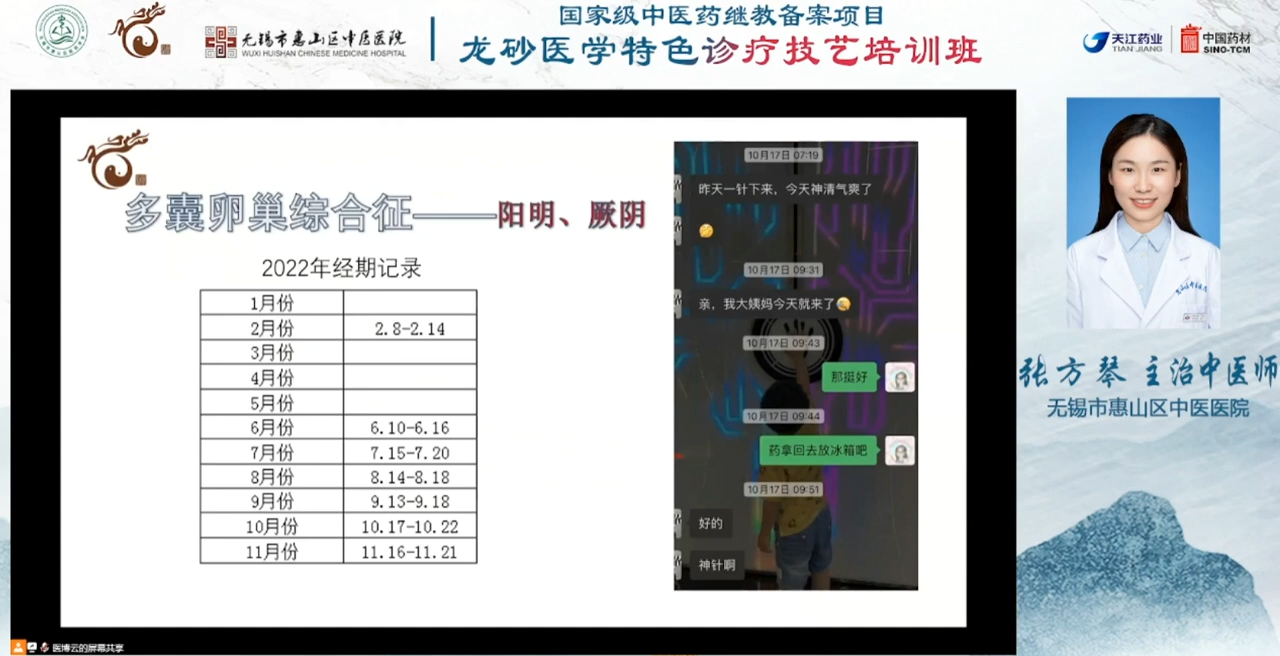 国家级中医药继教备案项目
龙砂医学特色诊疗技艺培训班
无锡市惠山区中医医院
WUXI HUISHAN CHINESE MEDICINE HOSPITAL
天江药业
TIAN JIANG
中国药材
SINO-TCM
多囊卵巢综合征——阳明、厥阴
2022年经期记录
1月份
2月份 2.8-2.14
3月份
4月份
5月份
6月份 6.10-6.16
7月份 7.15-7.20
8月份 8.14-8.18
9月份 9.13-9.18
10月份 10.17-10.22
11月份 11.16-11.21
10月17日 07:19
昨天一针下来，今天神清气爽了
10月17日 09:31
亲，我大姨妈今天就来了
10月17日 09:43
那挺好
10月17日 09:44
药拿回去放冰箱吧
10月17日 09:51
好的
神针啊
张方琴 主治中医师
无锡市惠山区中医医院
医博云的屏幕共享